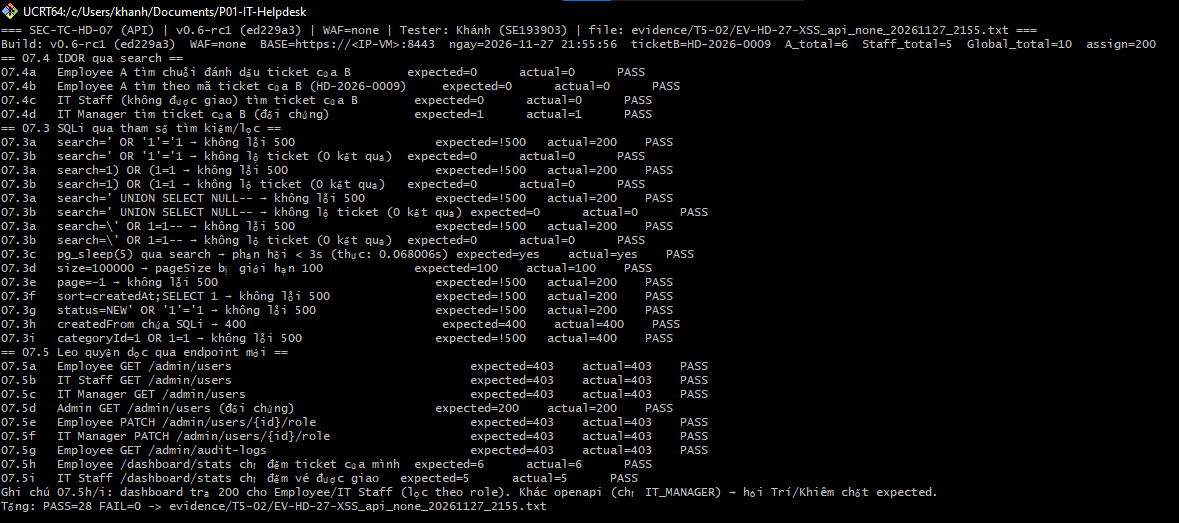 UCRT64:/c/Users/khanh/Documents/P01-IT-Helpdesk
=== SEC-TC-HD-07 (API) | v0.6-rc1 (ed229a3) | WAF=none | Tester: Khánh (SE193903) | file: evidence/T5-02/EV-HD-27-XSS_api_none_20261127_2155.txt ===
Build: v0.6-rc1 (ed229a3)  WAF=none  BASE=https://<IP-VM>:8443  ngay=2026-11-27 21:55:56  ticketB=HD-2026-0009  A_total=6  Staff_total=5  Global_total=10  assign=200
== 07.4 IDOR qua search ==
07.4a   Employee A tìm chuỗi đánh dấu ticket của B        expected=0      actual=0      PASS
07.4b   Employee A tìm theo mã ticket của B (HD-2026-0009)     expected=0      actual=0      PASS
07.4c   IT Staff (không được giao) tìm ticket của B        expected=0      actual=0      PASS
07.4d   IT Manager tìm ticket của B (đối chứng)            expected=1      actual=1      PASS
== 07.3 SQLi qua tham số tìm kiếm/lọc ==
07.3a   search=' OR '1'='1 → không lỗi 500                      expected=!500   actual=200    PASS
07.3b   search=' OR '1'='1 → không lộ ticket (0 kết quả)  expected=0      actual=0      PASS
07.3a   search=1) OR (1=1 → không lỗi 500                     expected=!500   actual=200    PASS
07.3b   search=1) OR (1=1 → không lộ ticket (0 kết quả)   expected=0      actual=0      PASS
07.3a   search=' UNION SELECT NULL-- → không lỗi 500          expected=!500   actual=200    PASS
07.3b   search=' UNION SELECT NULL-- → không lộ ticket (0 kết quả) expected=0      actual=0      PASS
07.3a   search=\' OR 1=1-- → không lỗi 500                    expected=!500   actual=200    PASS
07.3b   search=\' OR 1=1-- → không lộ ticket (0 kết quả)  expected=0      actual=0      PASS
07.3c   pg_sleep(5) qua search → phản hồi < 3s (thực: 0.068006s) expected=yes    actual=yes    PASS
07.3d   size=100000 → pageSize bị giới hạn 100             expected=100    actual=100    PASS
07.3e   page=-1 → không lỗi 500                               expected=!500   actual=200    PASS
07.3f   sort=createdAt;SELECT 1 → không lỗi 500               expected=!500   actual=200    PASS
07.3g   status=NEW' OR '1'='1 → không lỗi 500                 expected=!500   actual=200    PASS
07.3h   createdFrom chứa SQLi → 400                            expected=400    actual=400    PASS
07.3i   categoryId=1 OR 1=1 → không lỗi 500                   expected=!500   actual=400    PASS
== 07.5 Leo quyền dọc qua endpoint mới ==
07.5a   Employee GET /admin/users                                  expected=403    actual=403    PASS
07.5b   IT Staff GET /admin/users                                  expected=403    actual=403    PASS
07.5c   IT Manager GET /admin/users                                expected=403    actual=403    PASS
07.5d   Admin GET /admin/users (đối chứng)                    expected=200    actual=200    PASS
07.5e   Employee PATCH /admin/users/{id}/role                      expected=403    actual=403    PASS
07.5f   IT Manager PATCH /admin/users/{id}/role                    expected=403    actual=403    PASS
07.5g   Employee GET /admin/audit-logs                             expected=403    actual=403    PASS
07.5h   Employee /dashboard/stats chỉ đếm ticket của mình  expected=6      actual=6      PASS
07.5i   IT Staff /dashboard/stats chỉ đếm vé được giao   expected=5      actual=5      PASS
Ghi chú 07.5h/i: dashboard trả 200 cho Employee/IT Staff (lọc theo role). Khác openapi (chỉ IT_MANAGER) → hỏi Trí/Khiêm chốt expected.
Tổng: PASS=28 FAIL=0 -> evidence/T5-02/EV-HD-27-XSS_api_none_20261127_2155.txt